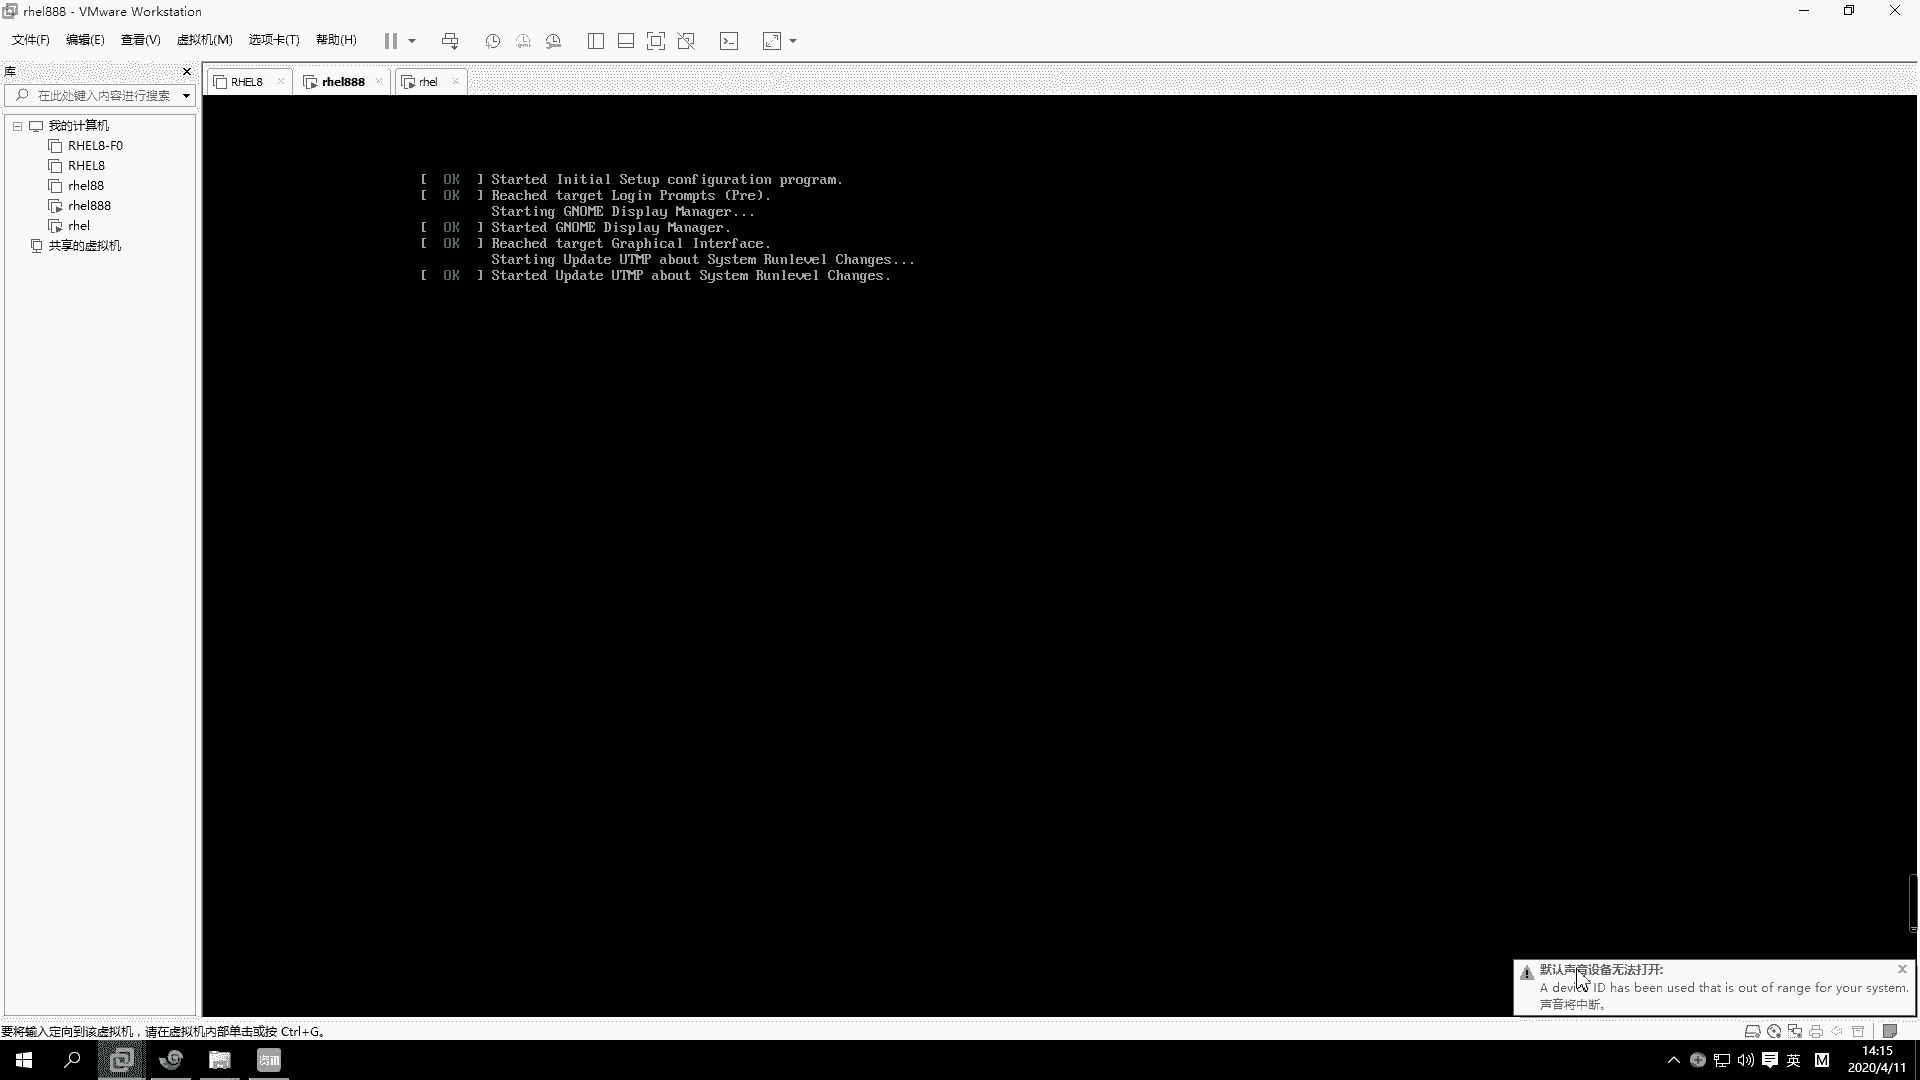 rhel888 - VMware Workstation
文件(F) 编辑(E) 查看(V) 虚拟机(M) 选项卡(T) 帮助(H)
库
在此处键入内容进行搜索
我的计算机
RHEL8-F0
RHEL8
rhel88
rhel888
rhel
共享的虚拟机
RHEL8 rhel888 rhel
[ OK ] Started Initial Setup configuration program.
[ OK ] Reached target Login Prompts (Pre).
Starting GNOME Display Manager...
[ OK ] Started GNOME Display Manager.
[ OK ] Reached target Graphical Interface.
Starting Update UTMP about System Runlevel Changes...
[ OK ] Started Update UTMP about System Runlevel Changes.
默认声音设备无法打开:
A device ID has been used that is out of range for your system.
声音将中断。
要将输入定向到该虚拟机，请在虚拟机内部单击或按 Ctrl+G。
英 M
14:15
2020/4/11